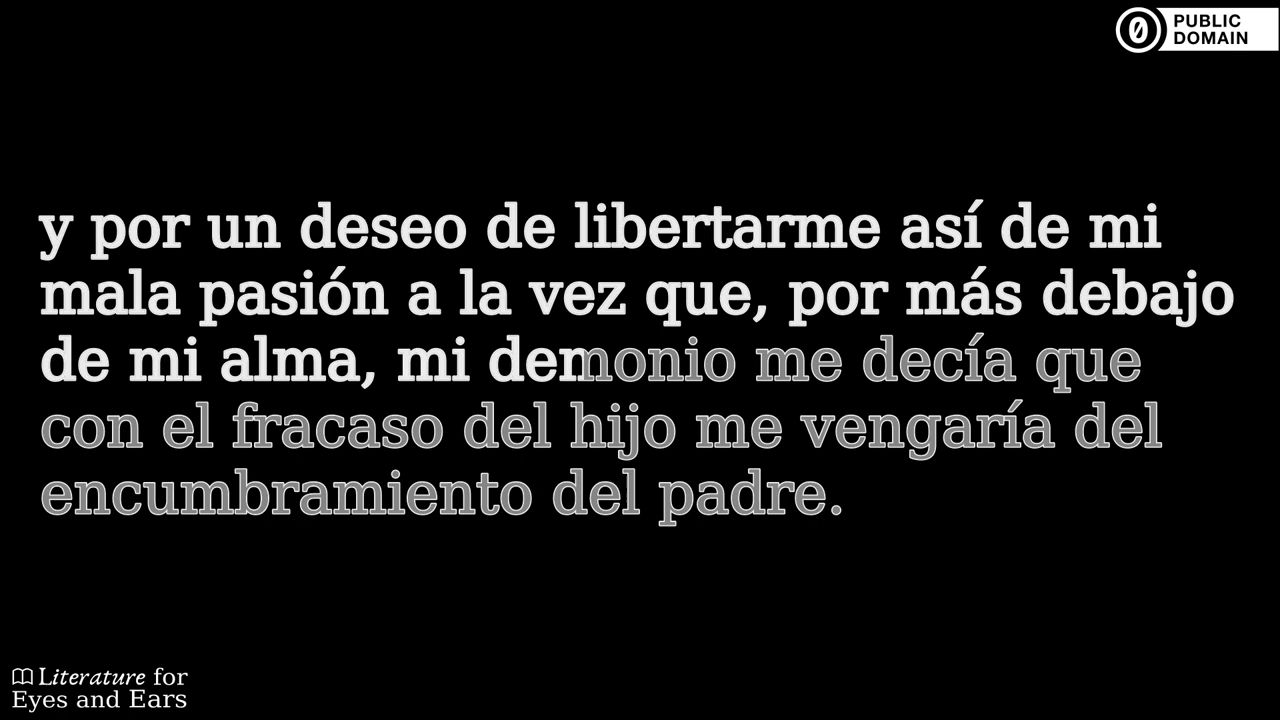 PUBLIC
DOMAIN
y por un deseo de libertarme así de mi
mala pasión a la vez que, por más debajo
de mi alma, mi demonio me decía que
con el fracaso del hijo me vengaría del
encumbramiento del padre.
Literature for
Eyes and Ears